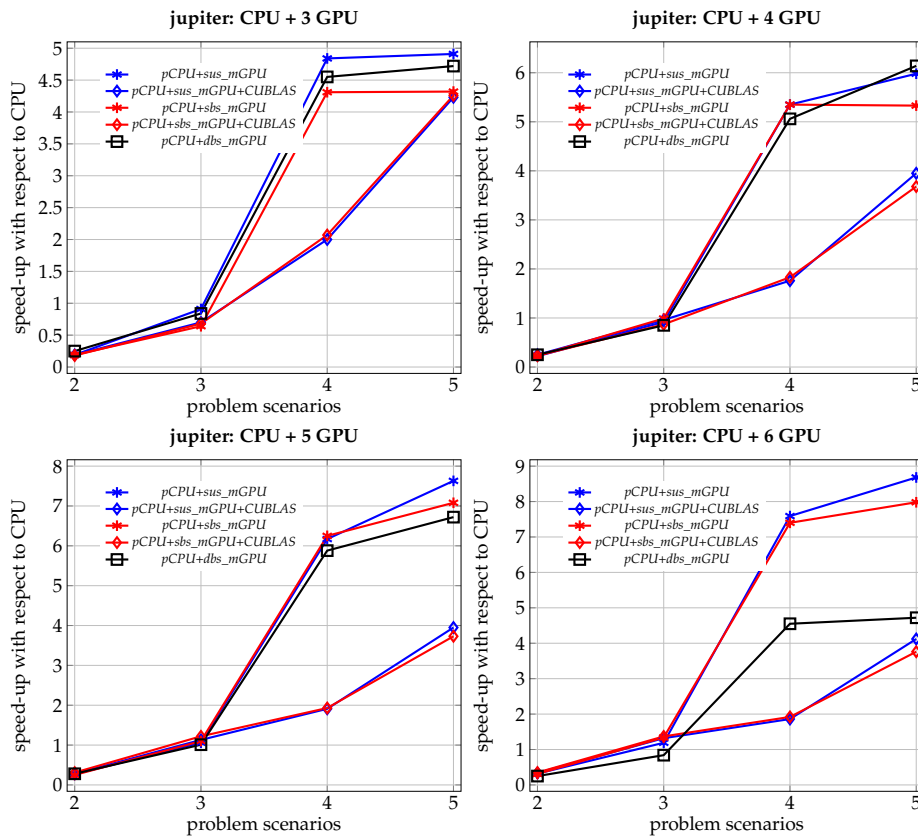 jupiter: CPU + 3 GPU
speed-up with respect to CPU
5
4.5
4
3.5
3
2.5
2
1.5
1
0.5
0
pCPU+sus_mGPU
pCPU+sus_mGPU+CUBLAS
pCPU+sbs_mGPU
pCPU+sbs_mGPU+CUBLAS
pCPU+dbs_mGPU
2 3 4 5
problem scenarios
jupiter: CPU + 4 GPU
speed-up with respect to CPU
6
5
4
3
2
1
0
pCPU+sus_mGPU
pCPU+sus_mGPU+CUBLAS
pCPU+sbs_mGPU
pCPU+sbs_mGPU+CUBLAS
pCPU+dbs_mGPU
2 3 4 5
problem scenarios
jupiter: CPU + 5 GPU
speed-up with respect to CPU
8
7
6
5
4
3
2
1
0
pCPU+sus_mGPU
pCPU+sus_mGPU+CUBLAS
pCPU+sbs_mGPU
pCPU+sbs_mGPU+CUBLAS
pCPU+dbs_mGPU
2 3 4 5
problem scenarios
jupiter: CPU + 6 GPU
speed-up with respect to CPU
9
8
7
6
5
4
3
2
1
0
pCPU+sus_mGPU
pCPU+sus_mGPU+CUBLAS
pCPU+sbs_mGPU
pCPU+sbs_mGPU+CUBLAS
pCPU+dbs_mGPU
2 3 4 5
problem scenarios